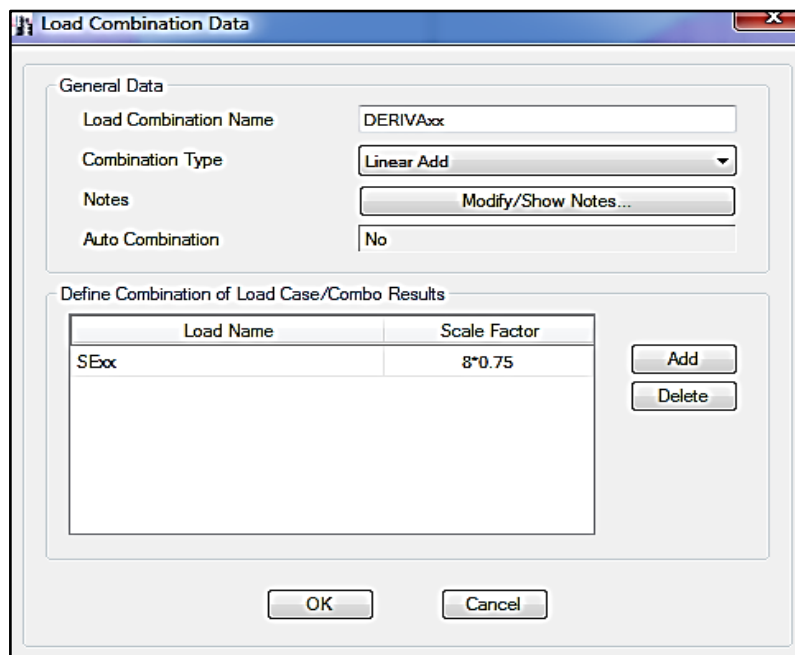 Load Combination Data
General Data
Load Combination Name DERIVAxx
Combination Type Linear Add
Notes Modify/Show Notes...
Auto Combination No
Define Combination of Load Case/Combo Results
Load Name Scale Factor
SExx 8*0.75
Add
Delete
OK Cancel